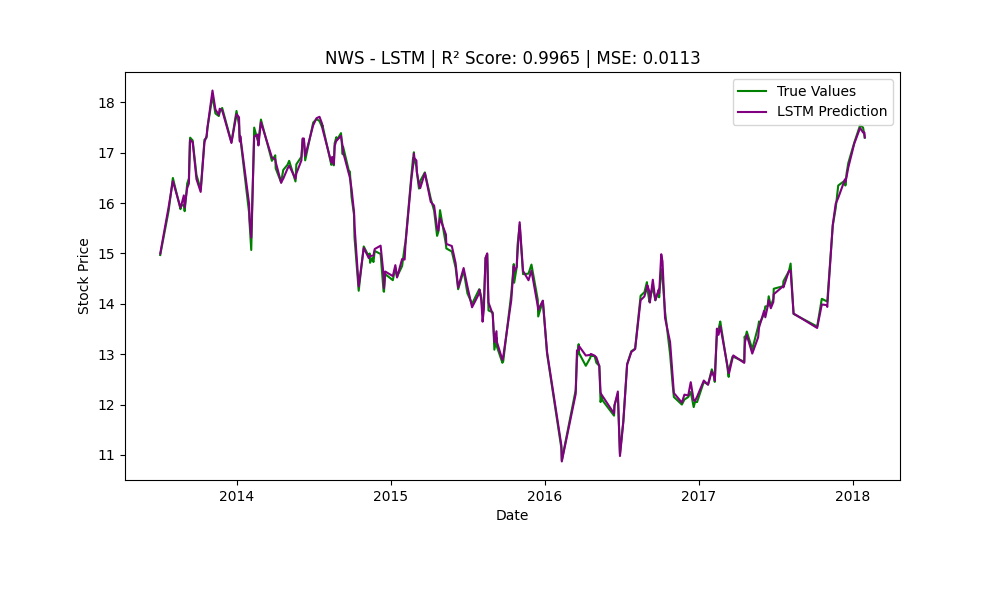 NWS - LSTM | R² Score: 0.9965 | MSE: 0.0113
True Values
LSTM Prediction
Stock Price
18
17
16
15
14
13
12
11
2014 2015 2016 2017 2018
Date